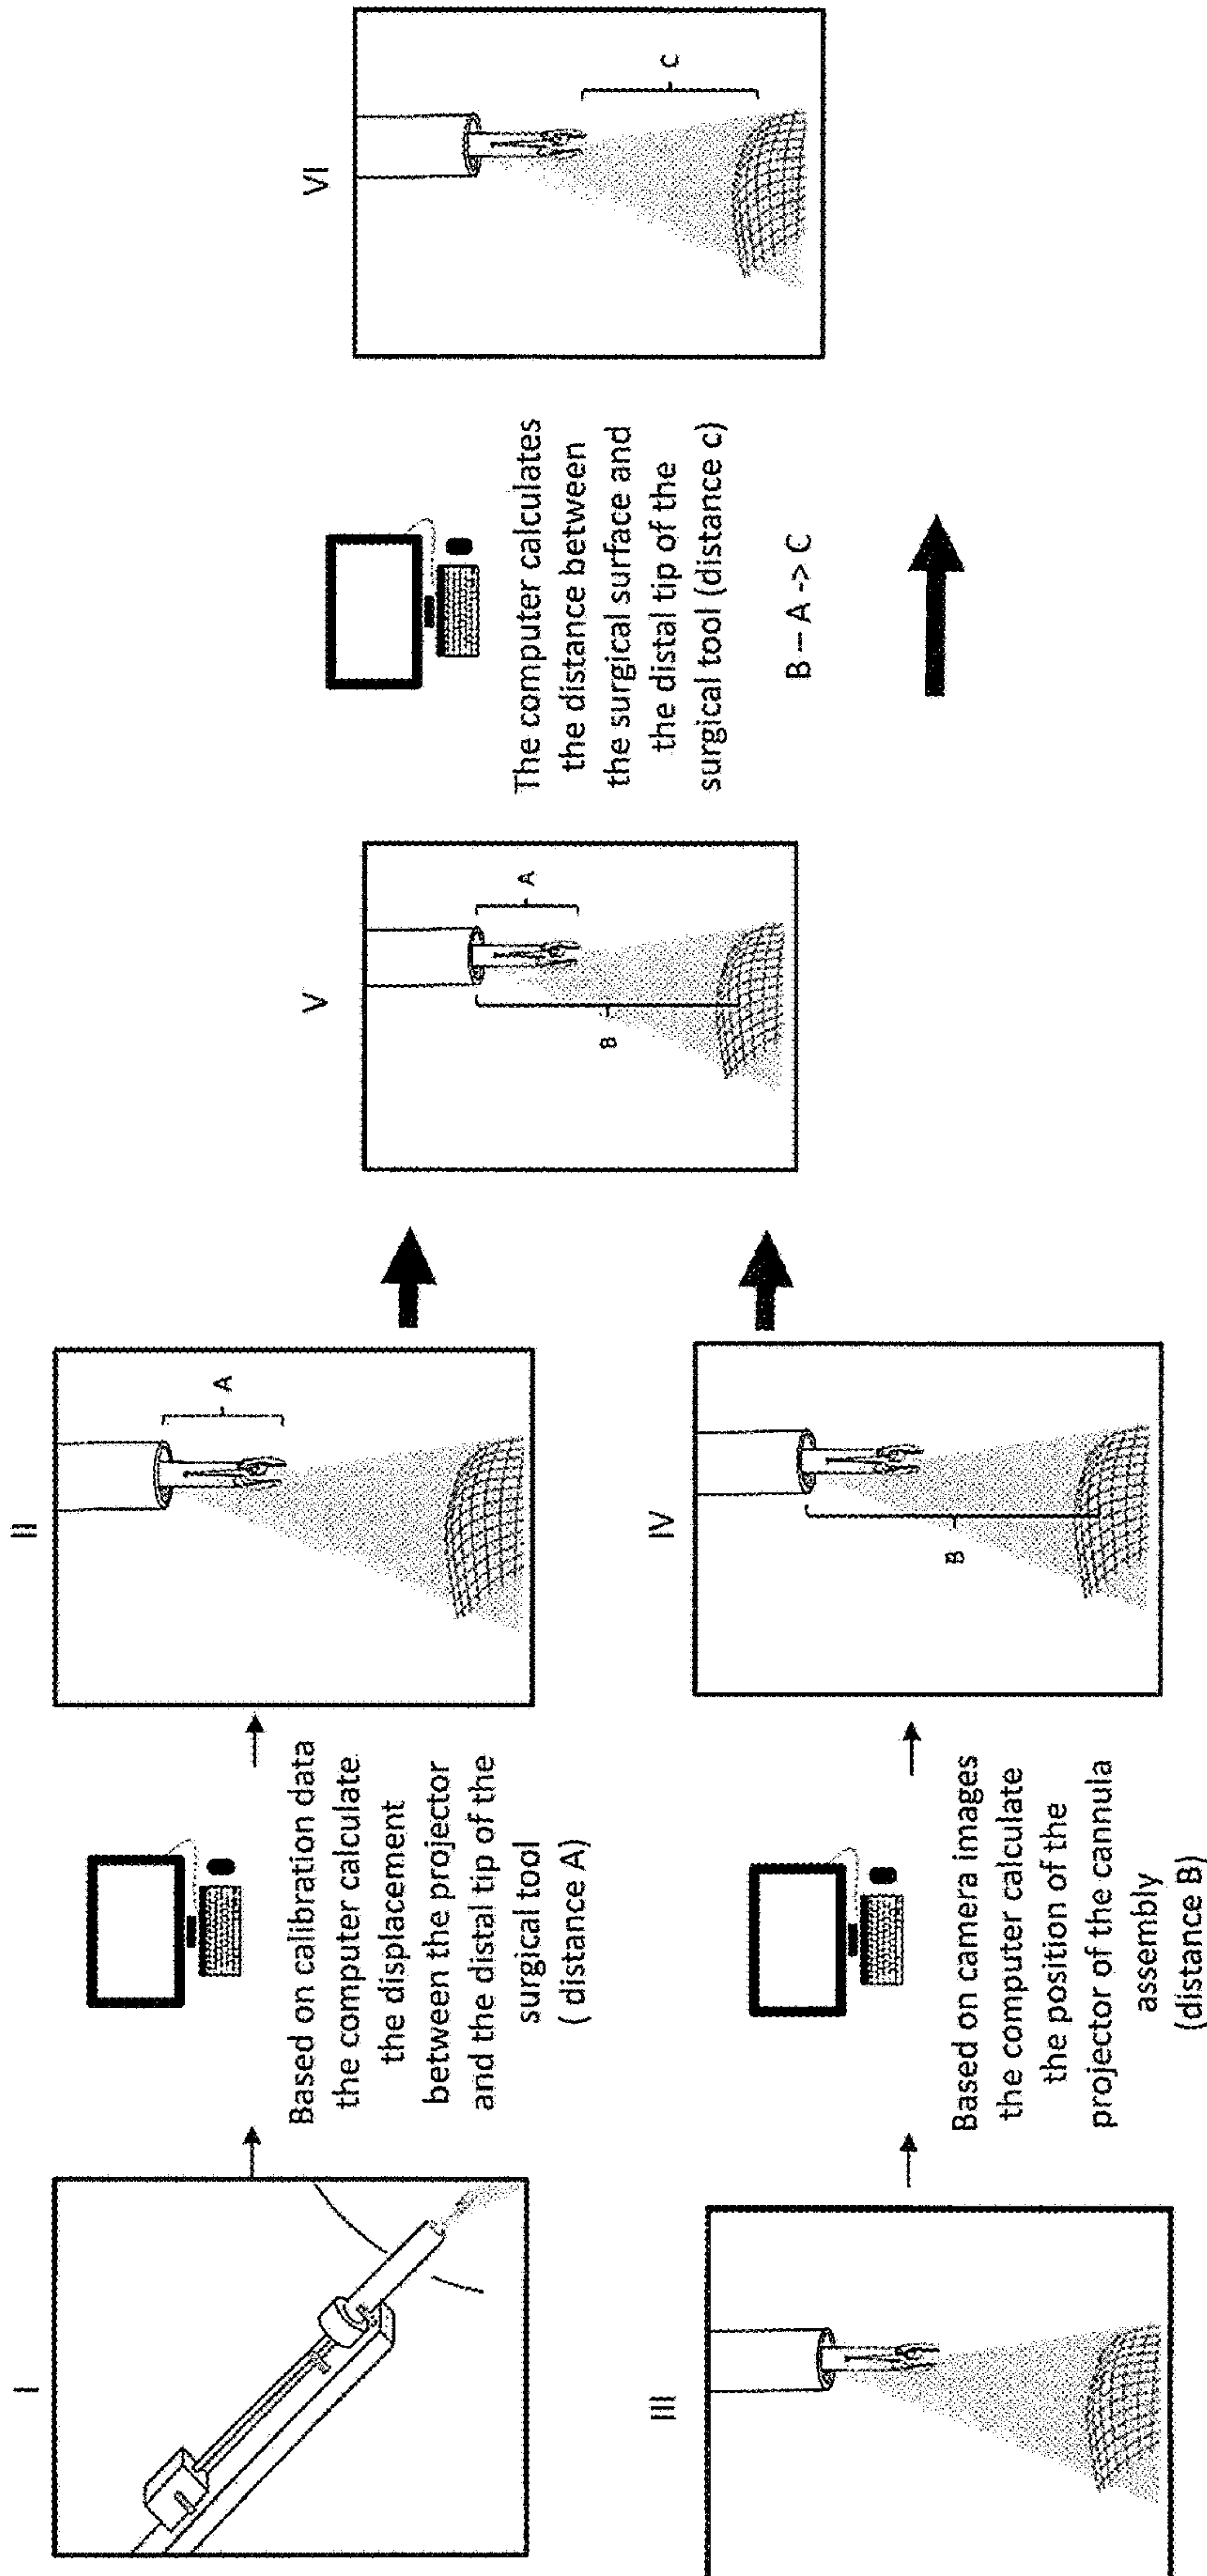 I
Based on calibration data
the computer calculate
the displacement
between the projector
and the distal tip of the
surgical tool
( distance A)
II
A
III
Based on camera images
the computer calculate
the position of the
projector of the cannula
assembly
(distance B)
IV
B
V
A
B
The computer calculates
the distance between
the surgical surface and
the distal tip of the
surgical tool (distance c)
B – A -> C
VI
C